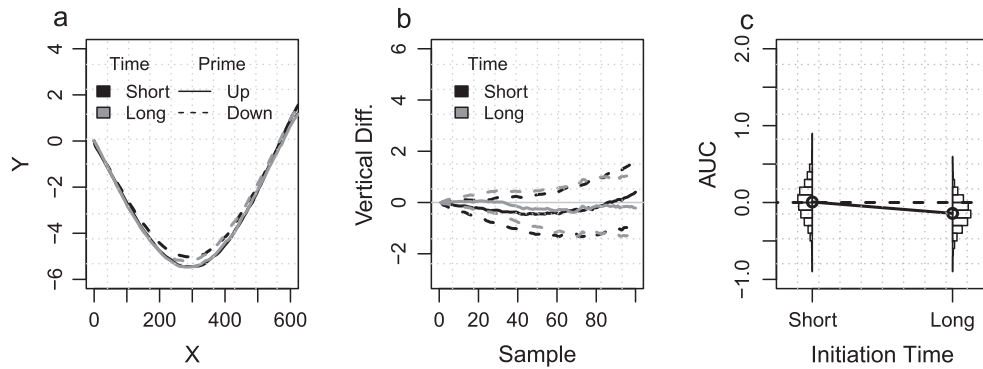 a
4
2
0
−2
−4
−6
Y
Time Prime
Short Up
Long Down
0 200 400 600
X
b
6
4
2
0
−2
Vertical Diff.
Time
Short
Long
0 20 40 60 80
Sample
c
2.0
1.0
0.0
−1.0
AUC
Short Long
Initiation Time